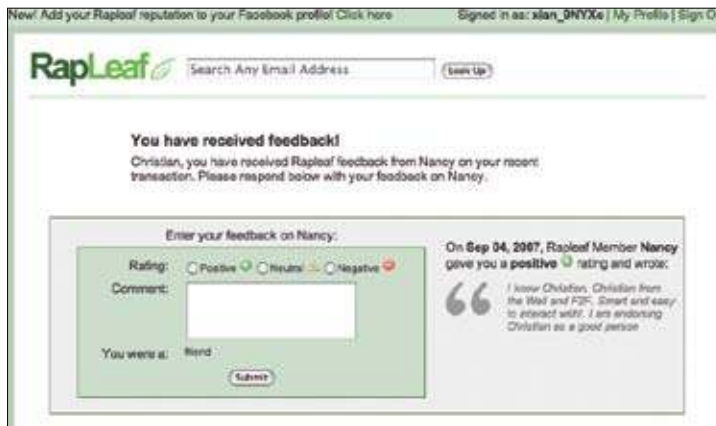 New! Add your Rapleaf reputation to your Facebook profile! Click here
Signed in as: xian_9NYXe | My Profile | Sign O
RapLeaf
Search Any Email Address
Look Up
You have received feedback!
Christian, you have received Rapleaf feedback from Nancy on your recent
transaction. Please respond below with your feedback on Nancy.
Enter your feedback on Nancy:
Rating: Positive Neutral Negative
Comment:
You were a: friend
Submit
On Sep 04, 2007, Rapleaf Member Nancy
gave you a positive rating and wrote:
I know Christian. Christian from
the Well and F2F. Smart and easy
to interact with!. I am endorsing
Christian as a good person